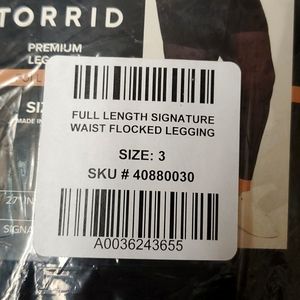 TORRID
PREMIUM
FULL LENGTH SIGNATURE
WAIST FLOCKED LEGGING
SIZE: 3
SKU # 40880030
A0036243655